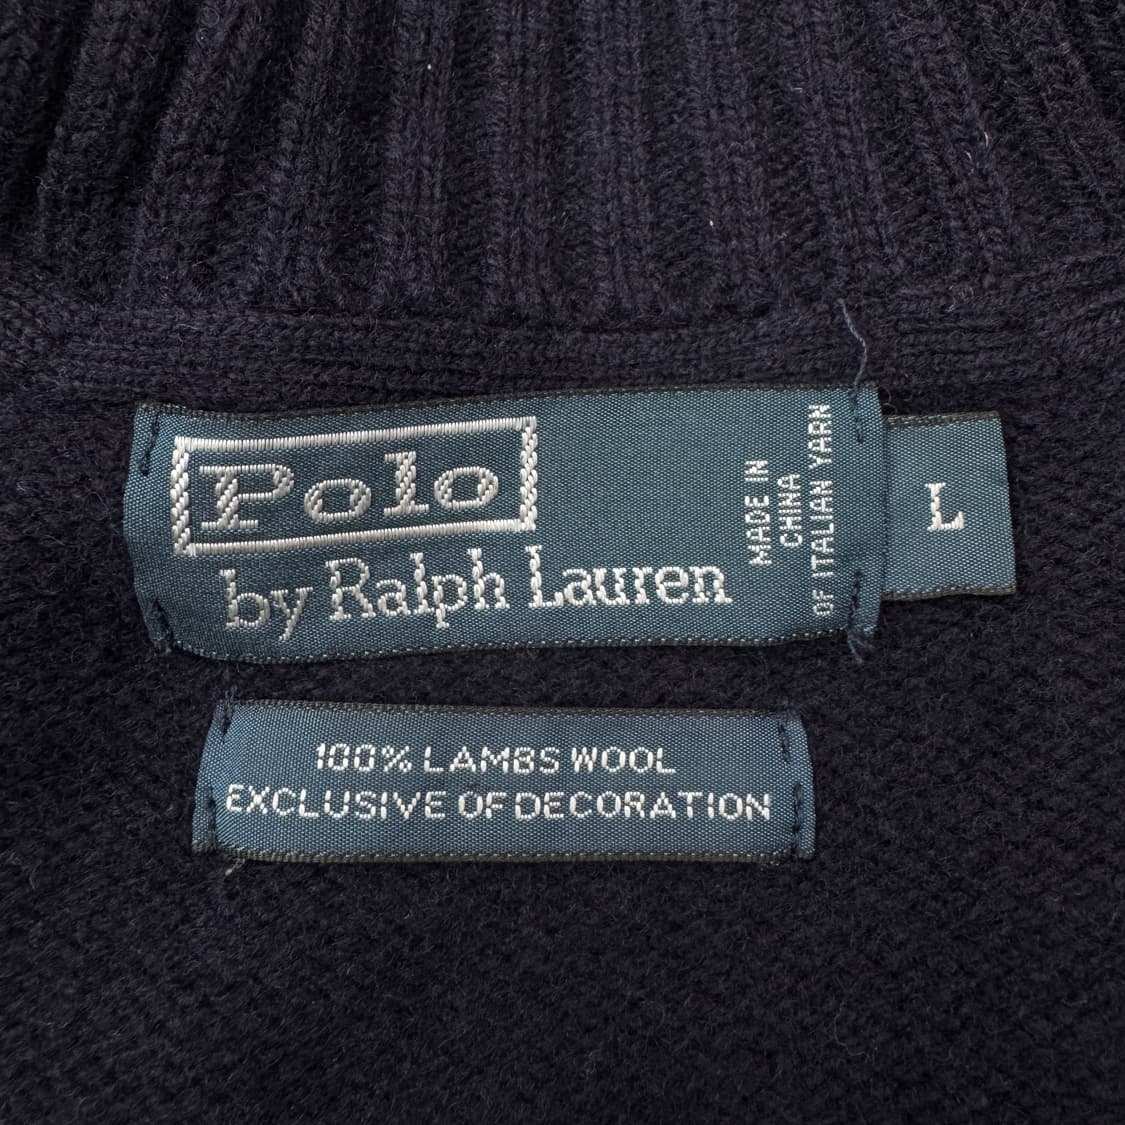 Polo
by Ralph Lauren
MADE IN
CHINA
OF ITALIAN YARN
L
100% LAMBS WOOL
EXCLUSIVE OF DECORATION